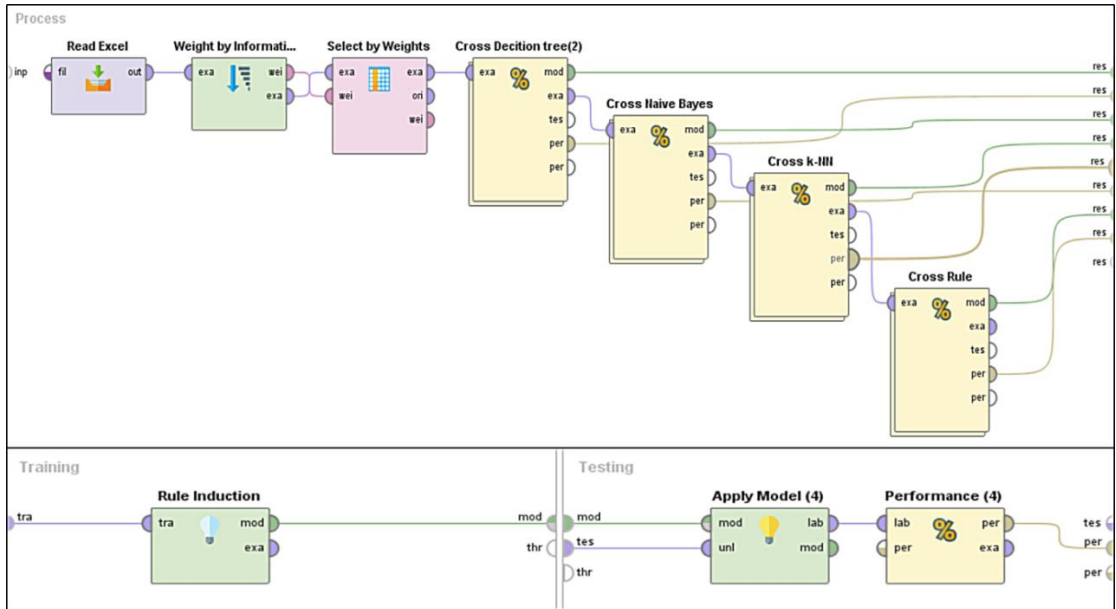 Process
Read Excel
Weight by Informati...
Select by Weights
Cross Decition tree(2)
inp
fil
out
exa
wei
exa
exa
wei
exa
ori
wei
exa
mod
exa
tes
per
per
Cross Naive Bayes
exa
mod
exa
tes
per
per
Cross k-NN
exa
mod
exa
tes
per
per
Cross Rule
exa
mod
exa
tes
per
per
res
res
res
res
res
res
res
res
res
Training
Rule Induction
tra
tra
mod
exa
mod
thr
Testing
Apply Model (4)
Performance (4)
mod
tes
thr
mod
unl
lab
mod
lab
per
per
exa
tes
per
per